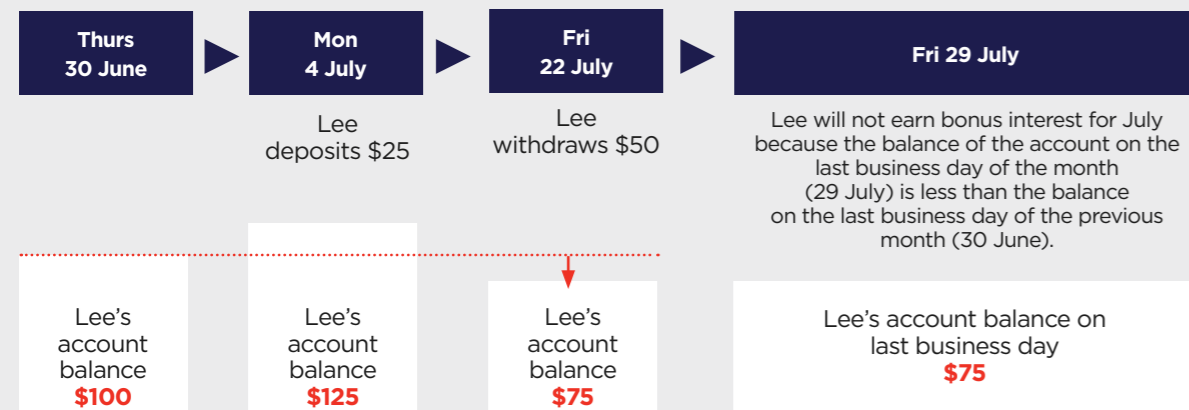 Thurs
30 June
Mon
4 July
Fri
22 July
Fri 29 July
Lee
deposits $25
Lee
withdraws $50
Lee will not earn bonus interest for July
because the balance of the account on the
last business day of the month
(29 July) is less than the balance
on the last business day of the previous
month (30 June).
Lee's
account
balance
$100
Lee's
account
balance
$125
Lee's
account
balance
$75
Lee's account balance on
last business day
$75